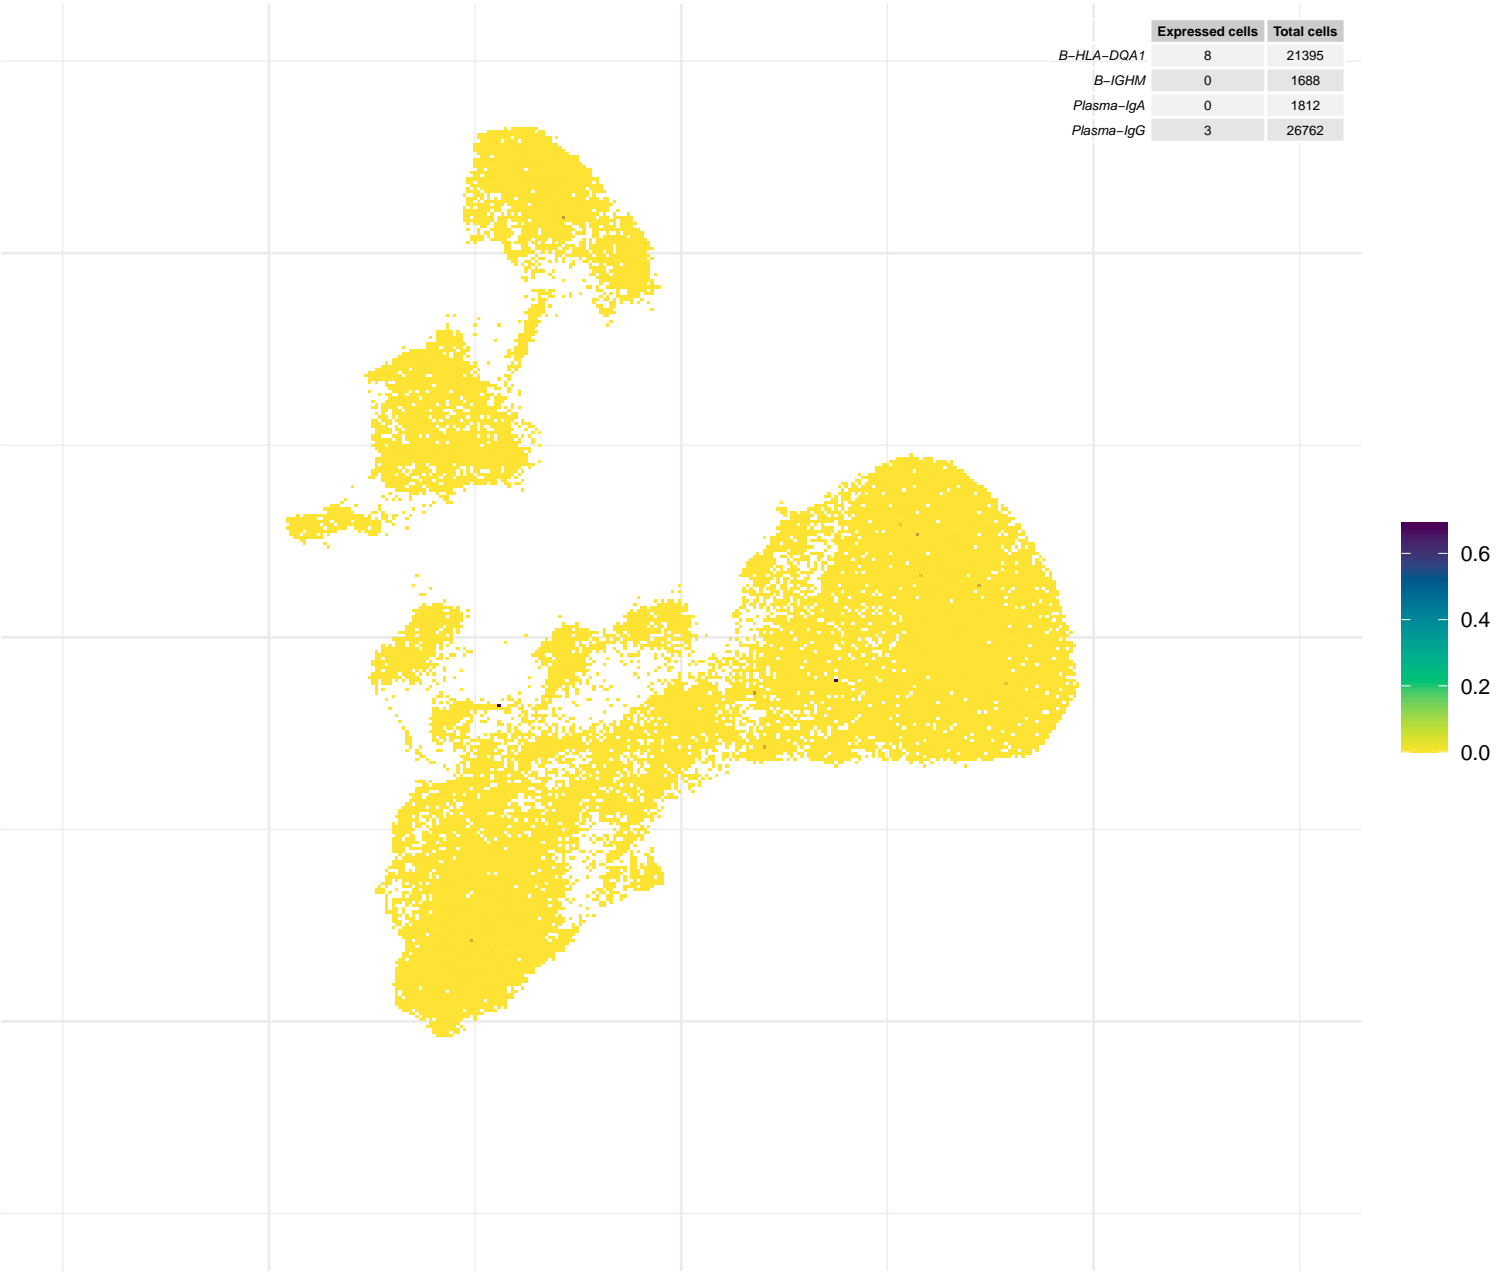 Expressed cells Total cells
B−HLA−DQA1 8 21395
B−IGHM 0 1688
Plasma−IgA 0 1812
Plasma−IgG 3 26762
0.6
0.4
0.2
0.0